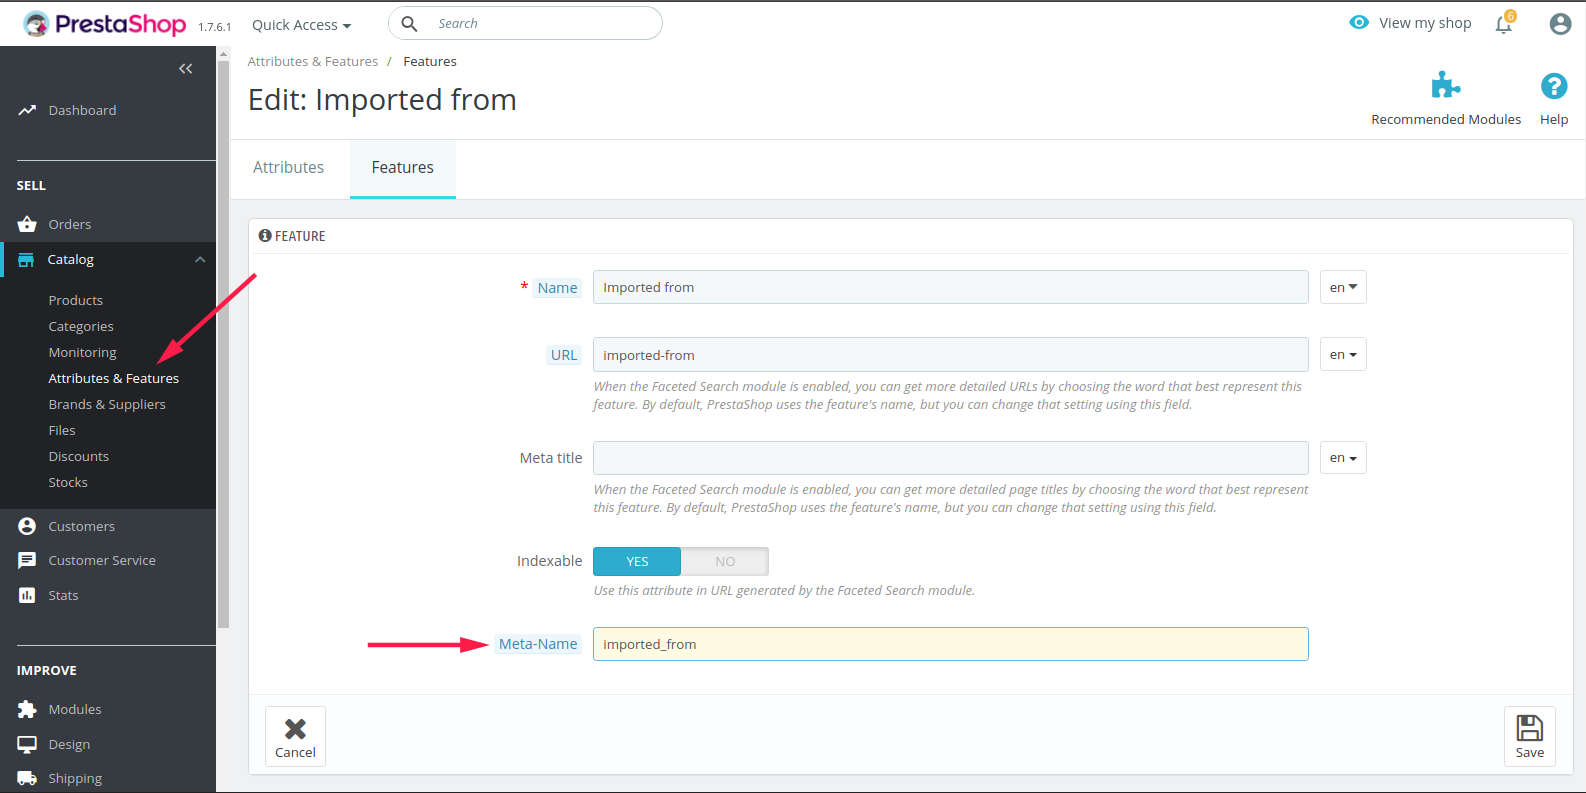 PrestaShop 1.7.6.1 Quick Access Search View my shop 6
Attributes & Features / Features
Edit: Imported from
Recommended Modules Help
Attributes Features
Dashboard
SELL
Orders
Catalog
Products
Categories
Monitoring
Attributes & Features
Brands & Suppliers
Files
Discounts
Stocks
Customers
Customer Service
Stats
IMPROVE
Modules
Design
Shipping
FEATURE
* Name Imported from en
URL imported-from en
When the Faceted Search module is enabled, you can get more detailed URLs by choosing the word that best represent this
feature. By default, PrestaShop uses the feature's name, but you can change that setting using this field.
Meta title en
When the Faceted Search module is enabled, you can get more detailed page titles by choosing the word that best represent
this feature. By default, PrestaShop uses the feature's name, but you can change that setting using this field.
Indexable YES NO
Use this attribute in URL generated by the Faceted Search module.
Meta-Name imported_from
Cancel Save